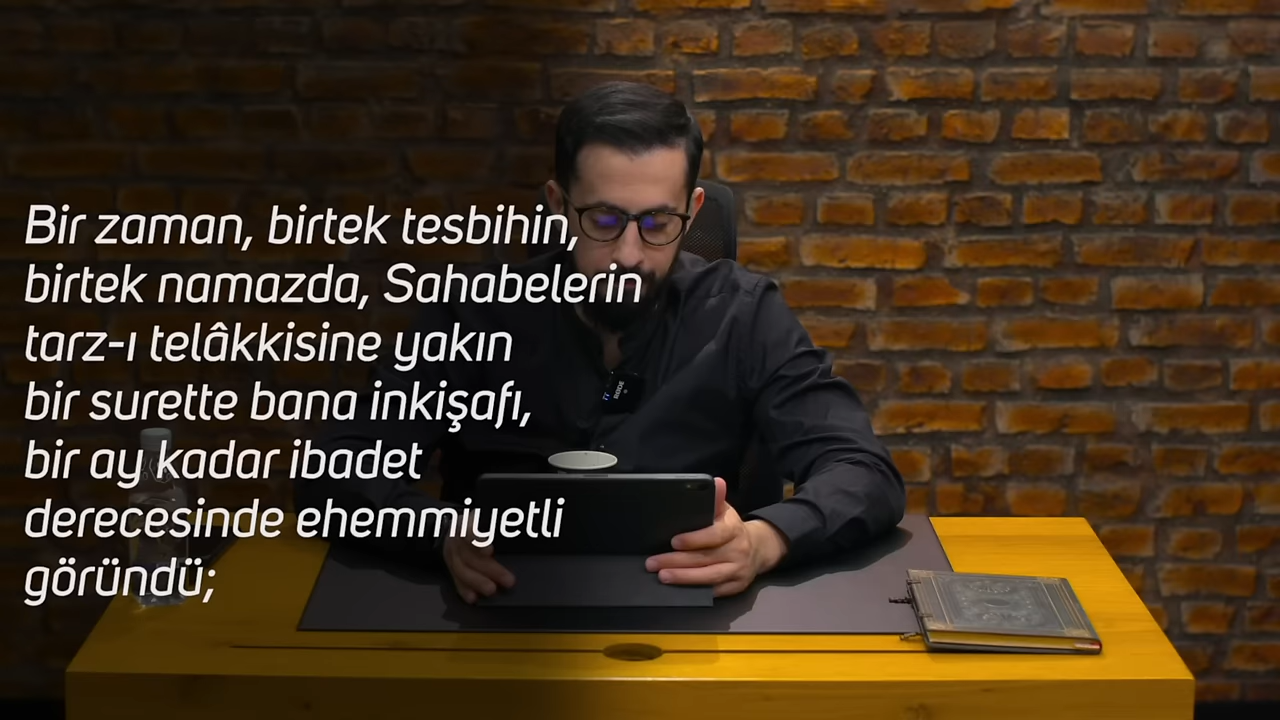 Bir zaman, birtek tesbihin,
birtek namazda, Sahabelerin
tarz-ı telâkkisine yakın
bir surette bana inkişafı,
bir ay kadar ibadet
derecesinde ehemmiyetli
göründü;
RODE